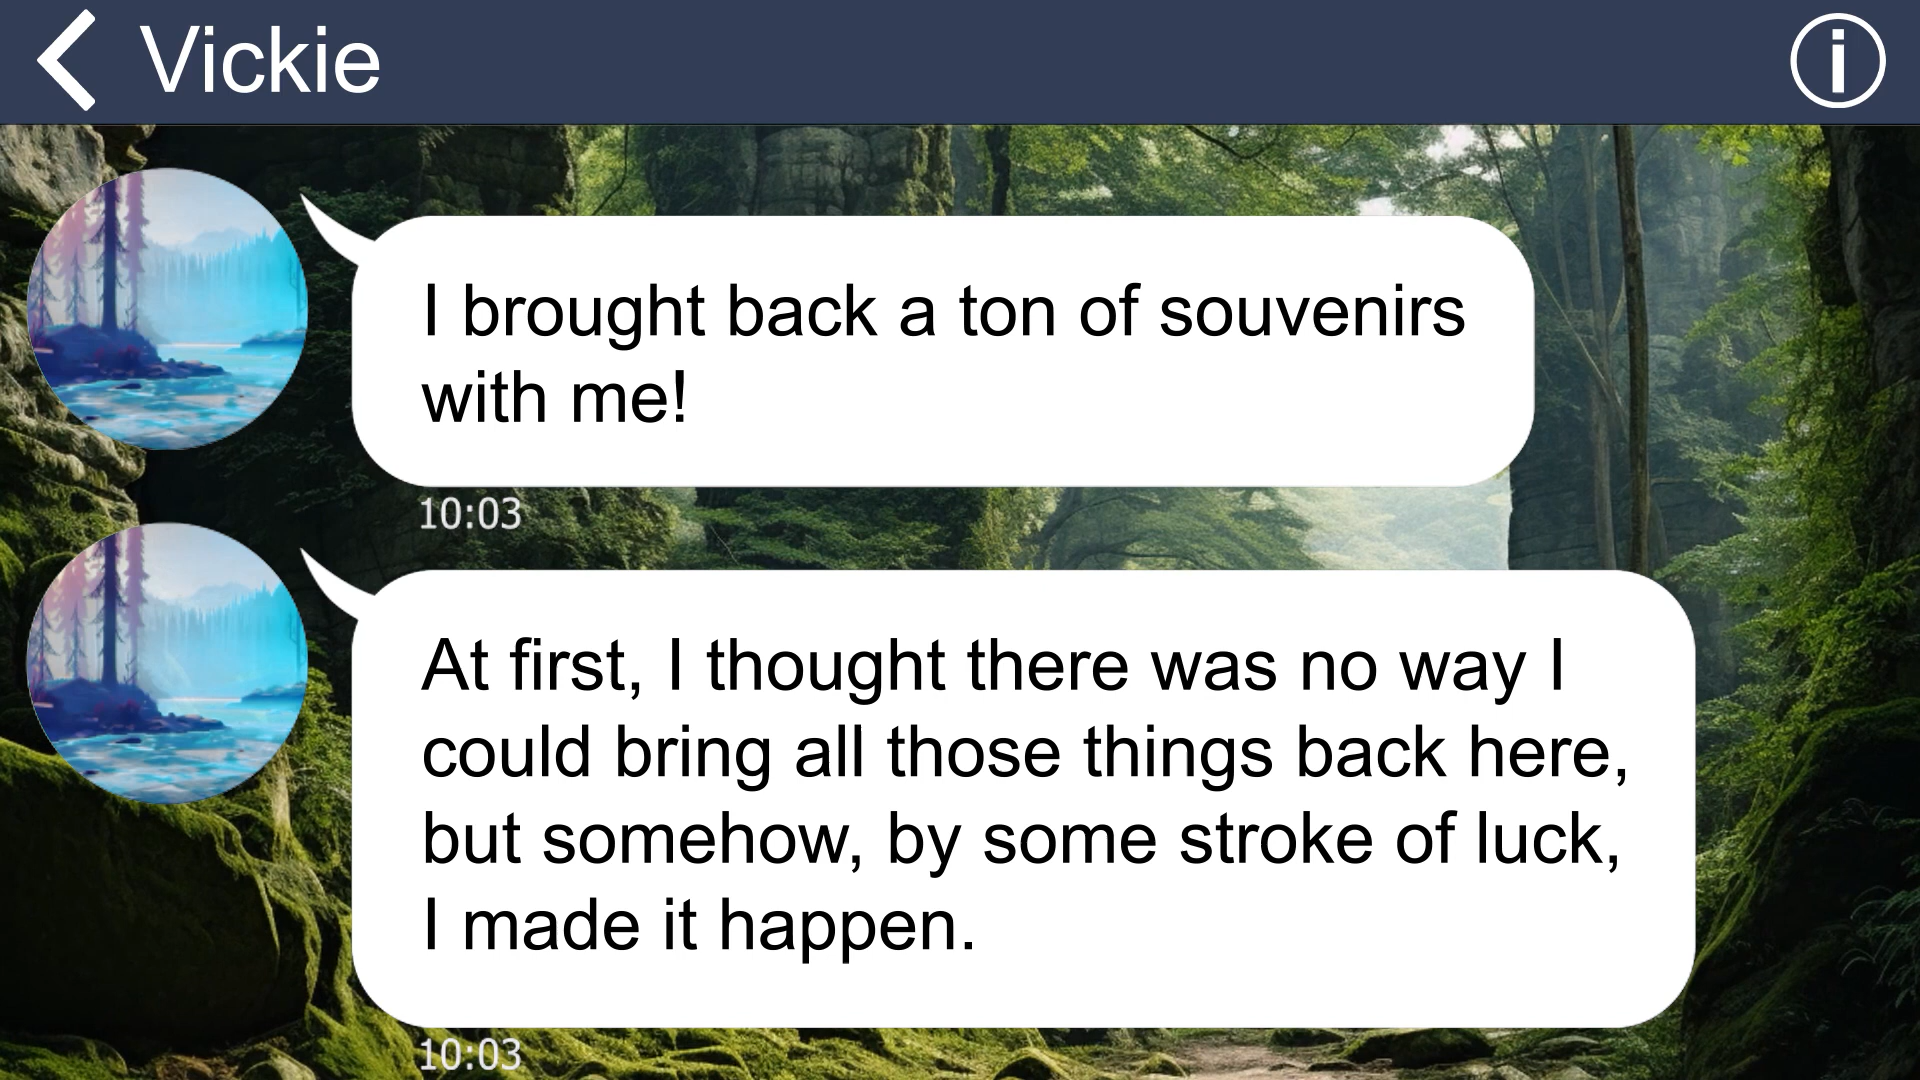 Vickie
I brought back a ton of souvenirs
with me!
10:03
At first, I thought there was no way I
could bring all those things back here,
but somehow, by some stroke of luck,
I made it happen.
10:03